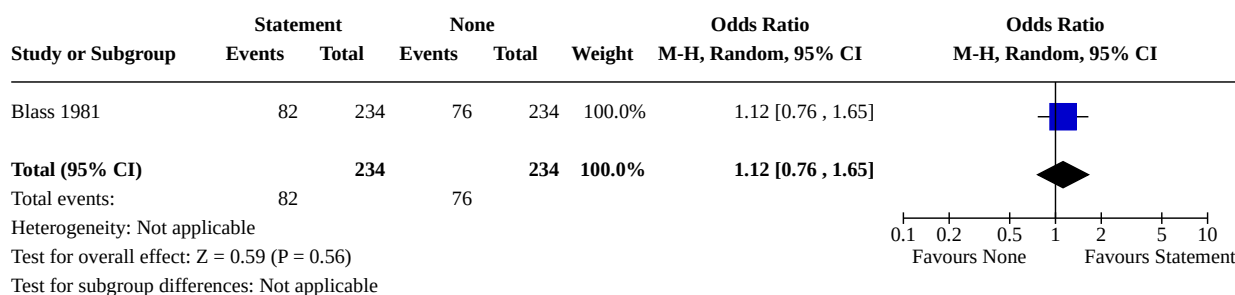 Statement None Odds Ratio Odds Ratio
Study or Subgroup Events Total Events Total Weight M-H, Random, 95% CI M-H, Random, 95% CI
Blass 1981 82 234 76 234 100.0% 1.12 [0.76 , 1.65]
Total (95% CI) 234 234 100.0% 1.12 [0.76 , 1.65]
Total events: 82 76
Heterogeneity: Not applicable
0.1 0.2 0.5 1 2 5 10
Test for overall effect: Z = 0.59 (P = 0.56) Favours None Favours Statement
Test for subgroup differences: Not applicable